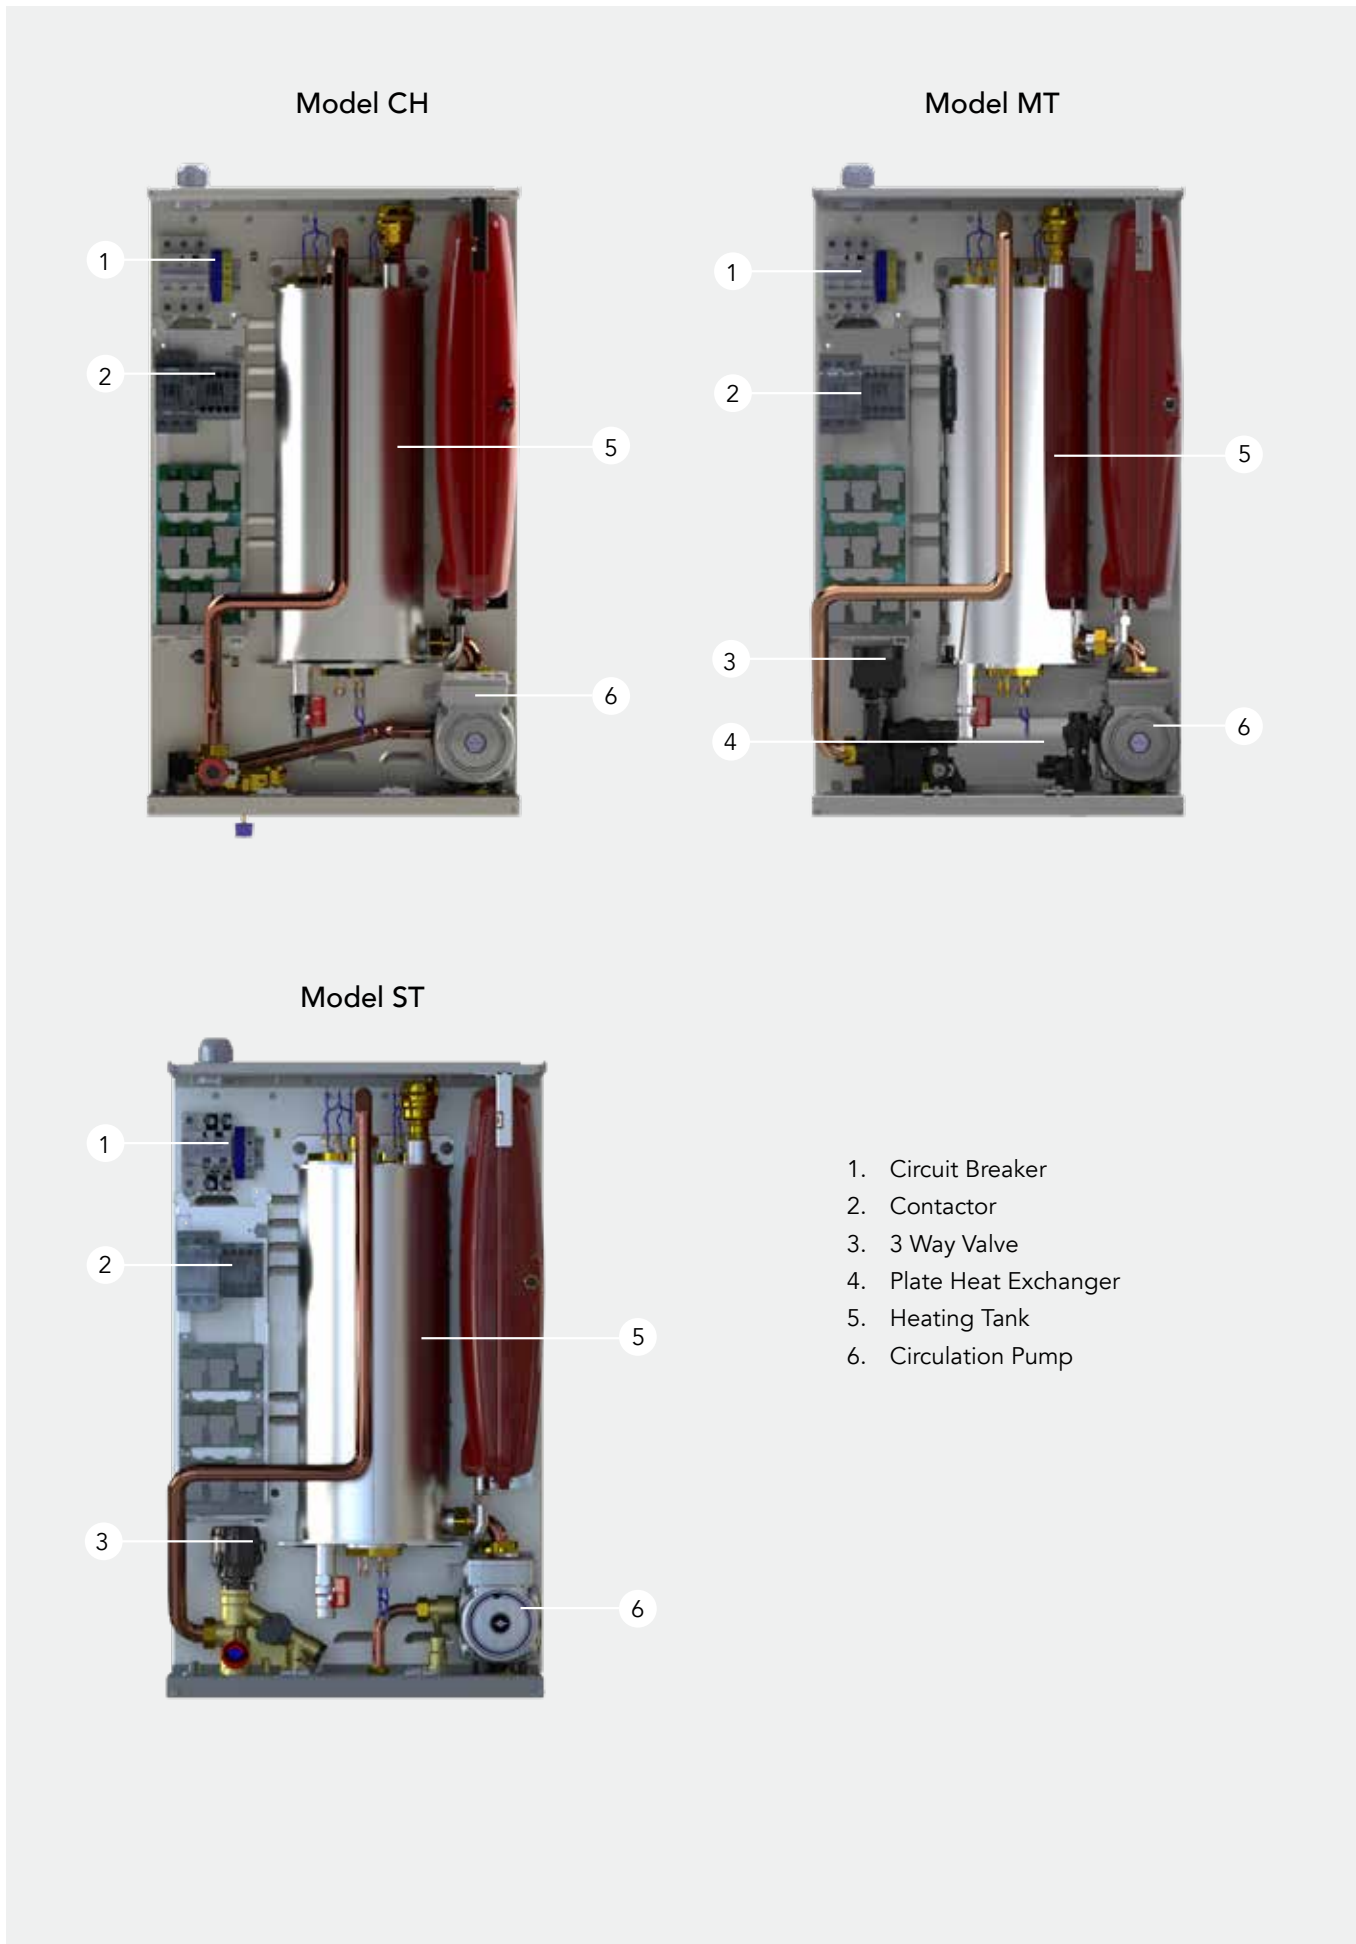 Model CH
Model MT
1
2
5
6
1
2
3
4
5
6
Model ST
1
2
3
5
6
1. Circuit Breaker
2. Contactor
3. 3 Way Valve
4. Plate Heat Exchanger
5. Heating Tank
6. Circulation Pump